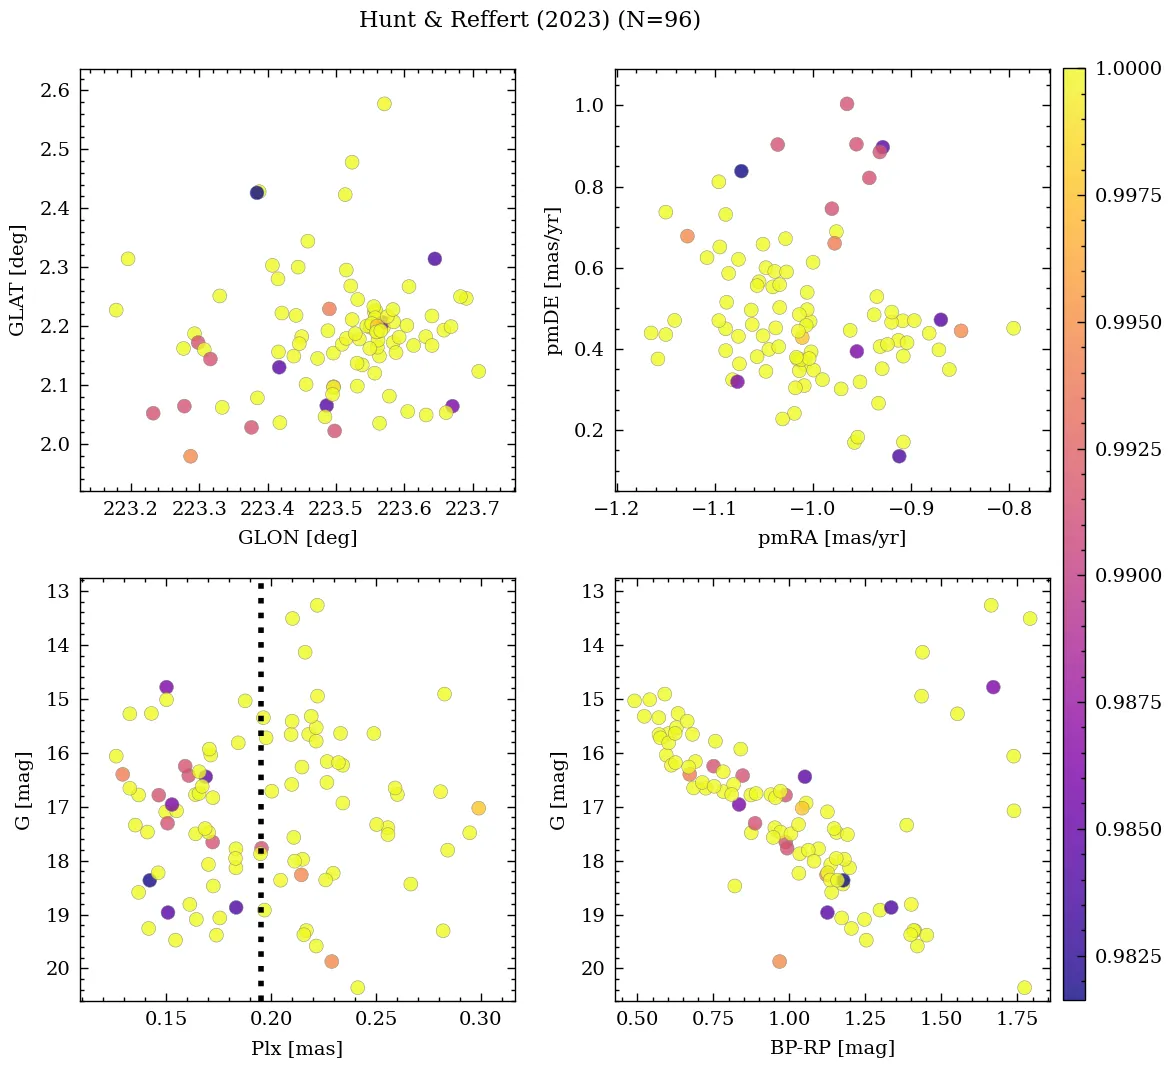 Hunt & Reffert (2023) (N=96)
2.6
2.5
2.4
2.3
2.2
2.1
2.0
GLAT [deg]
223.2 223.3 223.4 223.5 223.6 223.7
GLON [deg]
1.0
0.8
0.6
0.4
0.2
pmDE [mas/yr]
−1.2 −1.1 −1.0 −0.9 −0.8
pmRA [mas/yr]
13
14
15
16
17
18
19
20
G [mag]
0.15 0.20 0.25 0.30
Plx [mas]
13
14
15
16
17
18
19
20
G [mag]
0.50 0.75 1.00 1.25 1.50 1.75
BP-RP [mag]
1.0000
0.9975
0.9950
0.9925
0.9900
0.9875
0.9850
0.9825